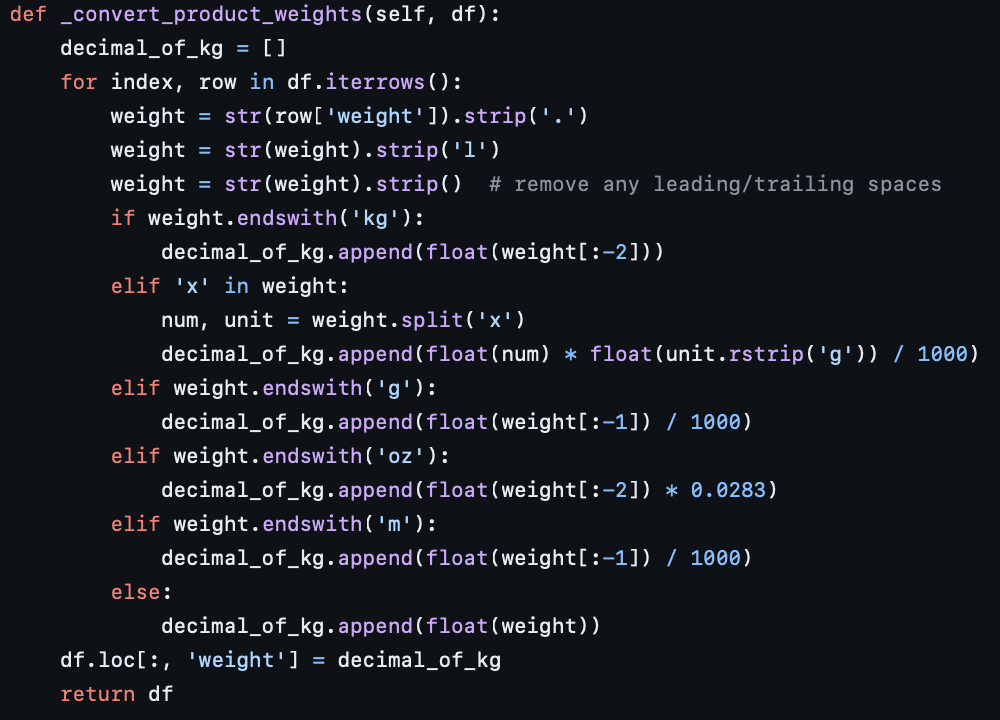 def _convert_product_weights(self, df):
    decimal_of_kg = []
    for index, row in df.iterrows():
        weight = str(row['weight']).strip('.')
        weight = str(weight).strip('l')
        weight = str(weight).strip()  # remove any leading/trailing spaces
        if weight.endswith('kg'):
            decimal_of_kg.append(float(weight[:-2]))
        elif 'x' in weight:
            num, unit = weight.split('x')
            decimal_of_kg.append(float(num) * float(unit.rstrip('g')) / 1000)
        elif weight.endswith('g'):
            decimal_of_kg.append(float(weight[:-1]) / 1000)
        elif weight.endswith('oz'):
            decimal_of_kg.append(float(weight[:-2]) * 0.0283)
        elif weight.endswith('m'):
            decimal_of_kg.append(float(weight[:-1]) / 1000)
        else:
            decimal_of_kg.append(float(weight))
    df.loc[:, 'weight'] = decimal_of_kg
    return df